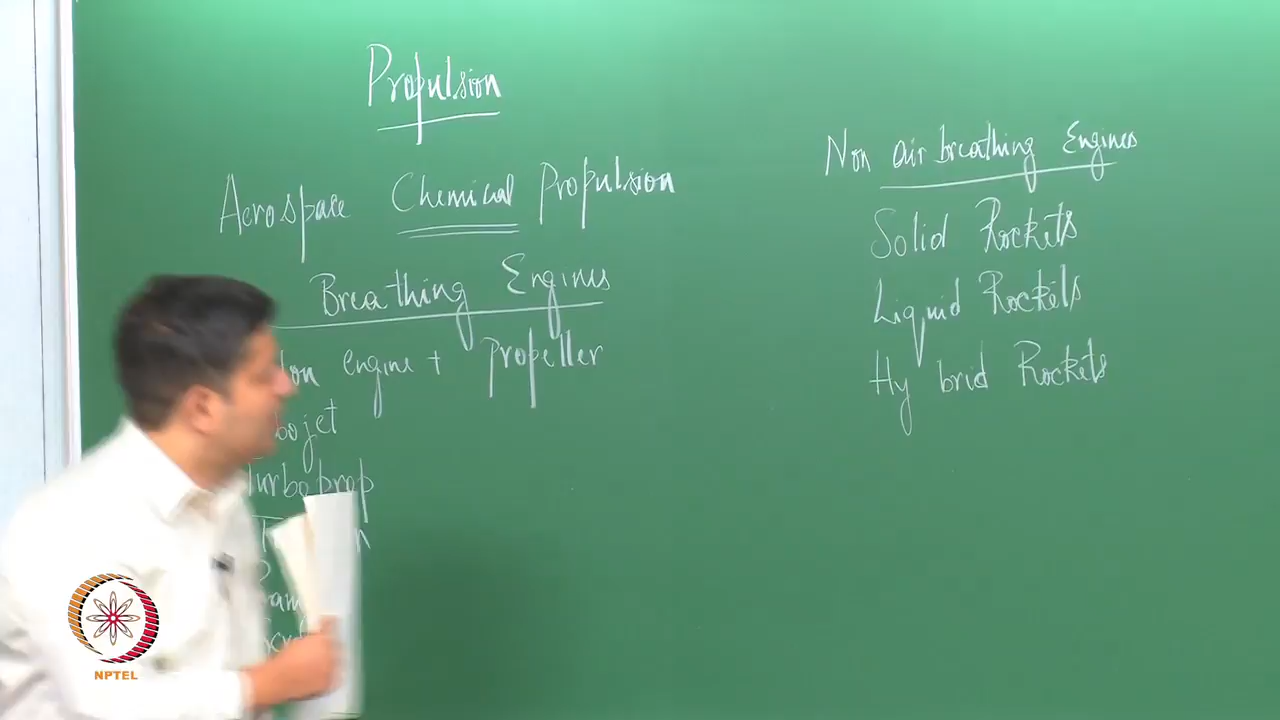 Propulsion
Aerospace Chemical Propulsion
Breathing Engines
engine + propeller
Turboprop
Non air breathing Engines
Solid Rockets
Liquid Rockets
Hybrid Rockets
NPTEL